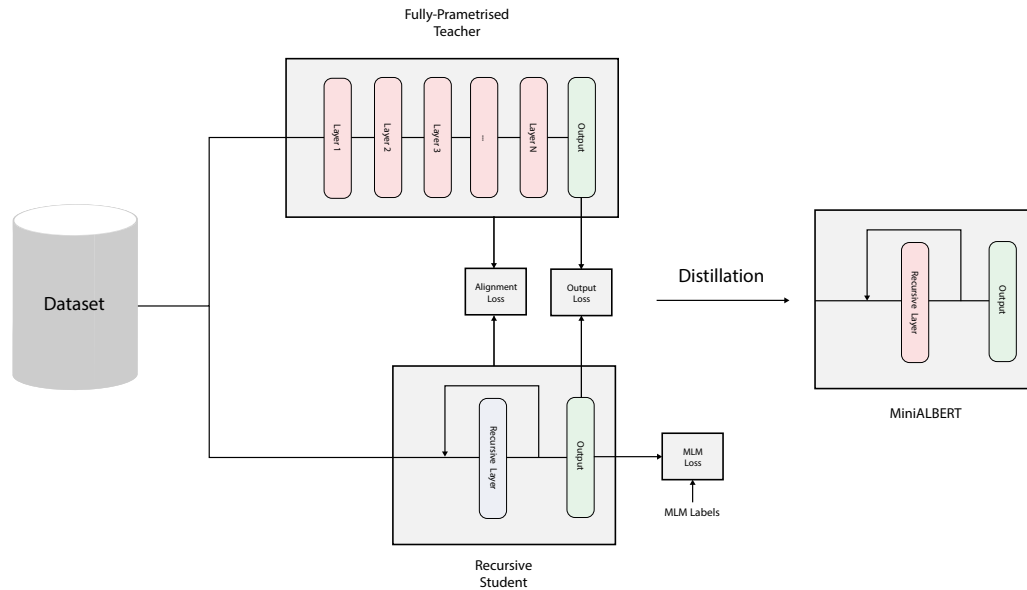 Fully-Prametrised
Teacher
Layer 1
Layer 2
Layer 3
...
Layer N
Output
Dataset
Alignment
Loss
Output
Loss
Distillation
Recursive Layer
Output
MiniALBERT
Recursive Layer
Output
MLM
Loss
MLM Labels
Recursive
Student